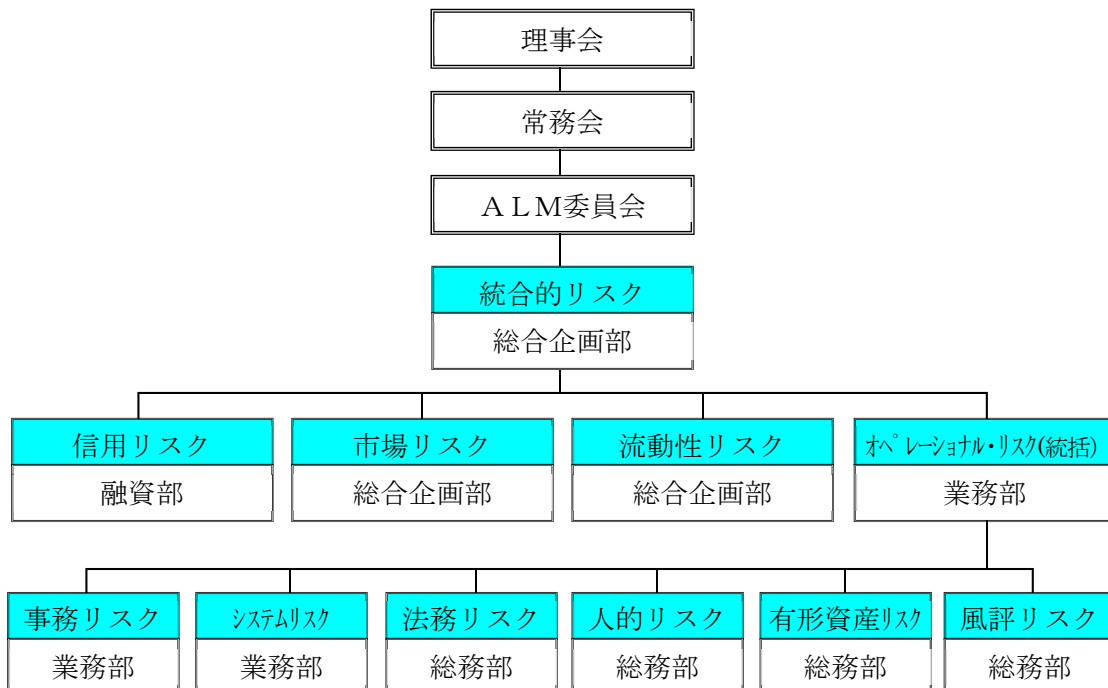 理事会
常務会
ＡＬＭ委員会
統合的リスク
総合企画部
信用リスク 市場リスク 流動性リスク ｵﾍﾟﾚｰｼｮﾅﾙ・ﾘｽｸ(統括)
融資部 総合企画部 総合企画部 業務部
事務リスク ｼｽﾃﾑﾘｽｸ 法務リスク 人的リスク 有形資産ﾘｽｸ 風評リスク
業務部 業務部 総務部 総務部 総務部 総務部